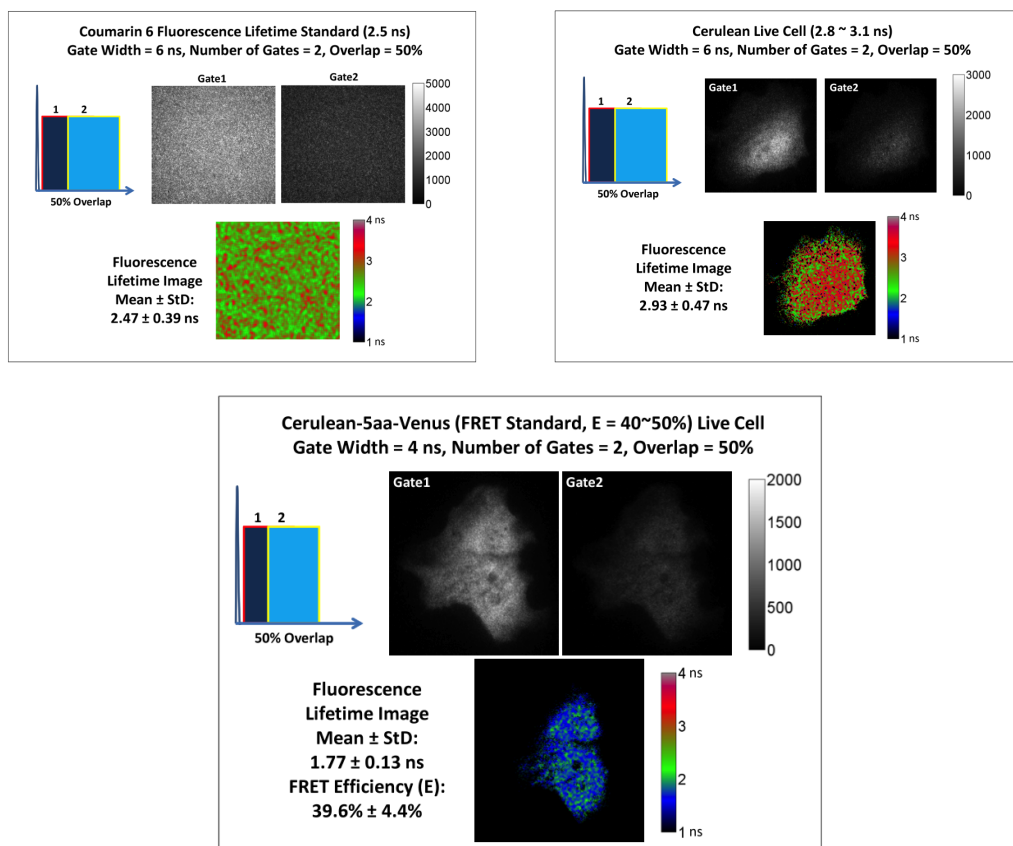 Coumarin 6 Fluorescence Lifetime Standard (2.5 ns)
Gate Width = 6 ns, Number of Gates = 2, Overlap = 50%
Gate1
Gate2
5000
4000
3000
2000
1000
0
1 2
50% Overlap
Fluorescence
Lifetime Image
Mean ± StD:
2.47 ± 0.39 ns
4 ns
3
2
1 ns
Cerulean Live Cell (2.8 ~ 3.1 ns)
Gate Width = 6 ns, Number of Gates = 2, Overlap = 50%
Gate1
Gate2
3000
2000
1000
0
1 2
50% Overlap
Fluorescence
Lifetime Image
Mean ± StD:
2.93 ± 0.47 ns
4 ns
3
2
1 ns
Cerulean-5aa-Venus (FRET Standard, E = 40~50%) Live Cell
Gate Width = 4 ns, Number of Gates = 2, Overlap = 50%
Gate1
Gate2
2000
1500
1000
500
0
1 2
50% Overlap
Fluorescence
Lifetime Image
Mean ± StD:
1.77 ± 0.13 ns
FRET Efficiency (E):
39.6% ± 4.4%
4 ns
3
2
1 ns